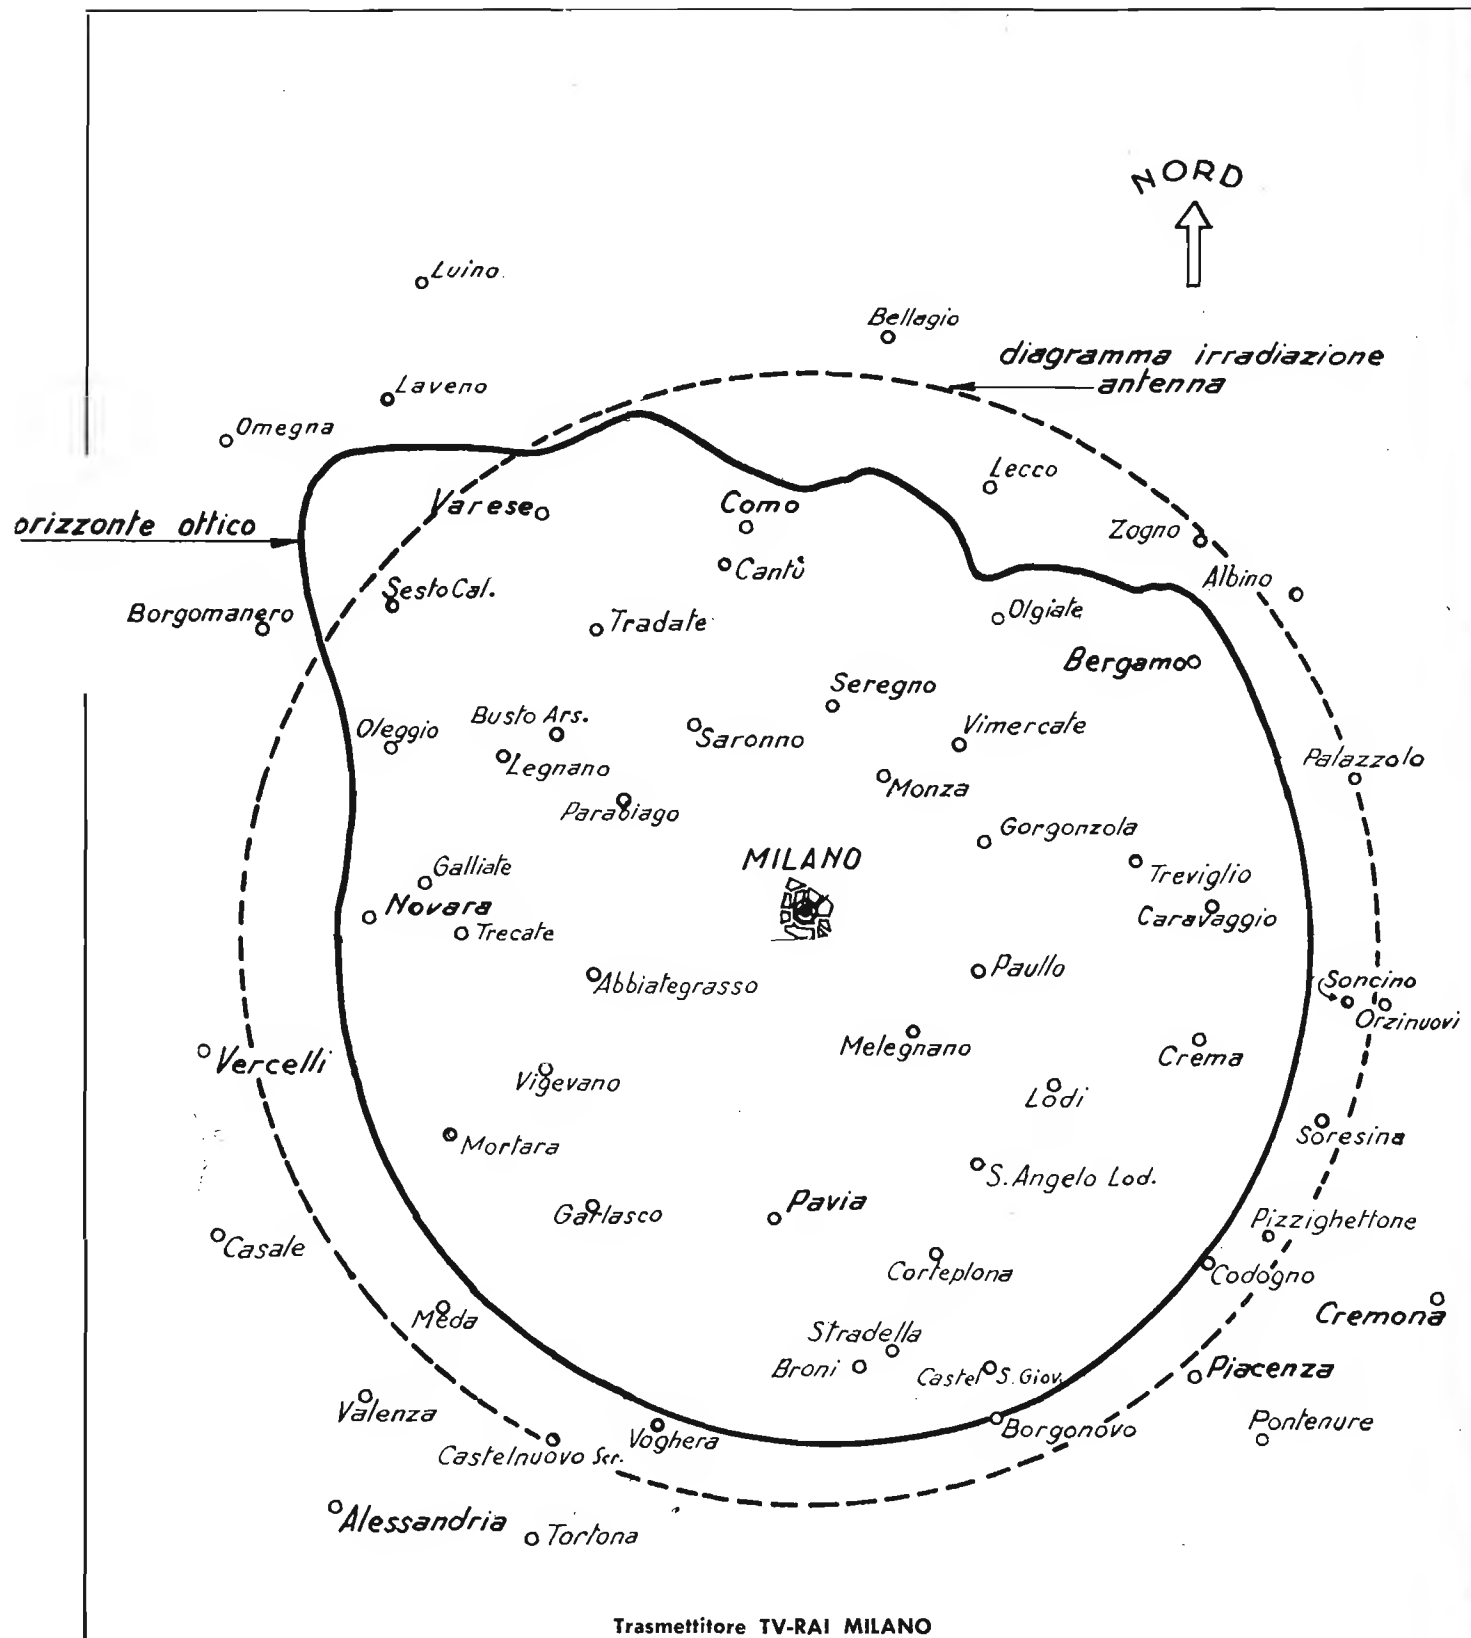 NORD
Luino
Bellagio
diagramma irradiazione
antenna
Laveno
Omegna
Lecco
Varese
Como
orizzonte ottico
Zogno
Cantù
Albino
Sesto Cal.
Borgomanero
Tradate
Olgiate
Bergamo
Seregno
Busto Ars.
Vimercate
Oleggio
Saronno
Legnano
Palazzolo
Monza
Parabiago
Gorgonzola
MILANO
Galliate
Treviglio
Novara
Caravaggio
Trecate
Paullo
Abbiategrasso
Soncino
Orzinuovi
Melegnano
Crema
Vercelli
Vigevano
Lodi
Mortara
Soresina
S. Angelo Lod.
Pavia
Garlasco
Pizzighettone
Casale
Corteplona
Codogno
Meda
Cremona
Stradella
Broni
Castel S. Giov.
Piacenza
Valenza
Voghera
Borgonovo
Pontenure
Castelnuovo Scr.
Alessandria
Tortona
Trasmettitore TV-RAI MILANO